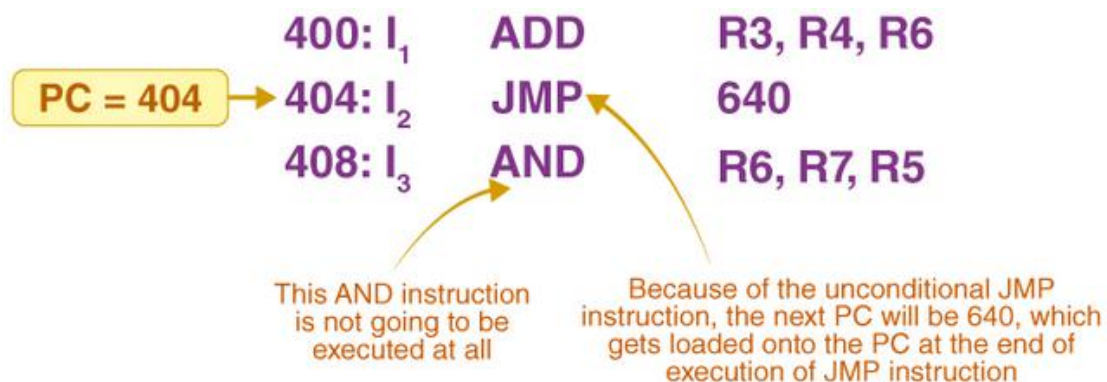 400: I₁ ADD R3, R4, R6
PC = 404 404: I₂ JMP 640
408: I₃ AND R6, R7, R5
This AND instruction
is not going to be
executed at all
Because of the unconditional JMP
instruction, the next PC will be 640, which
gets loaded onto the PC at the end of
execution of JMP instruction